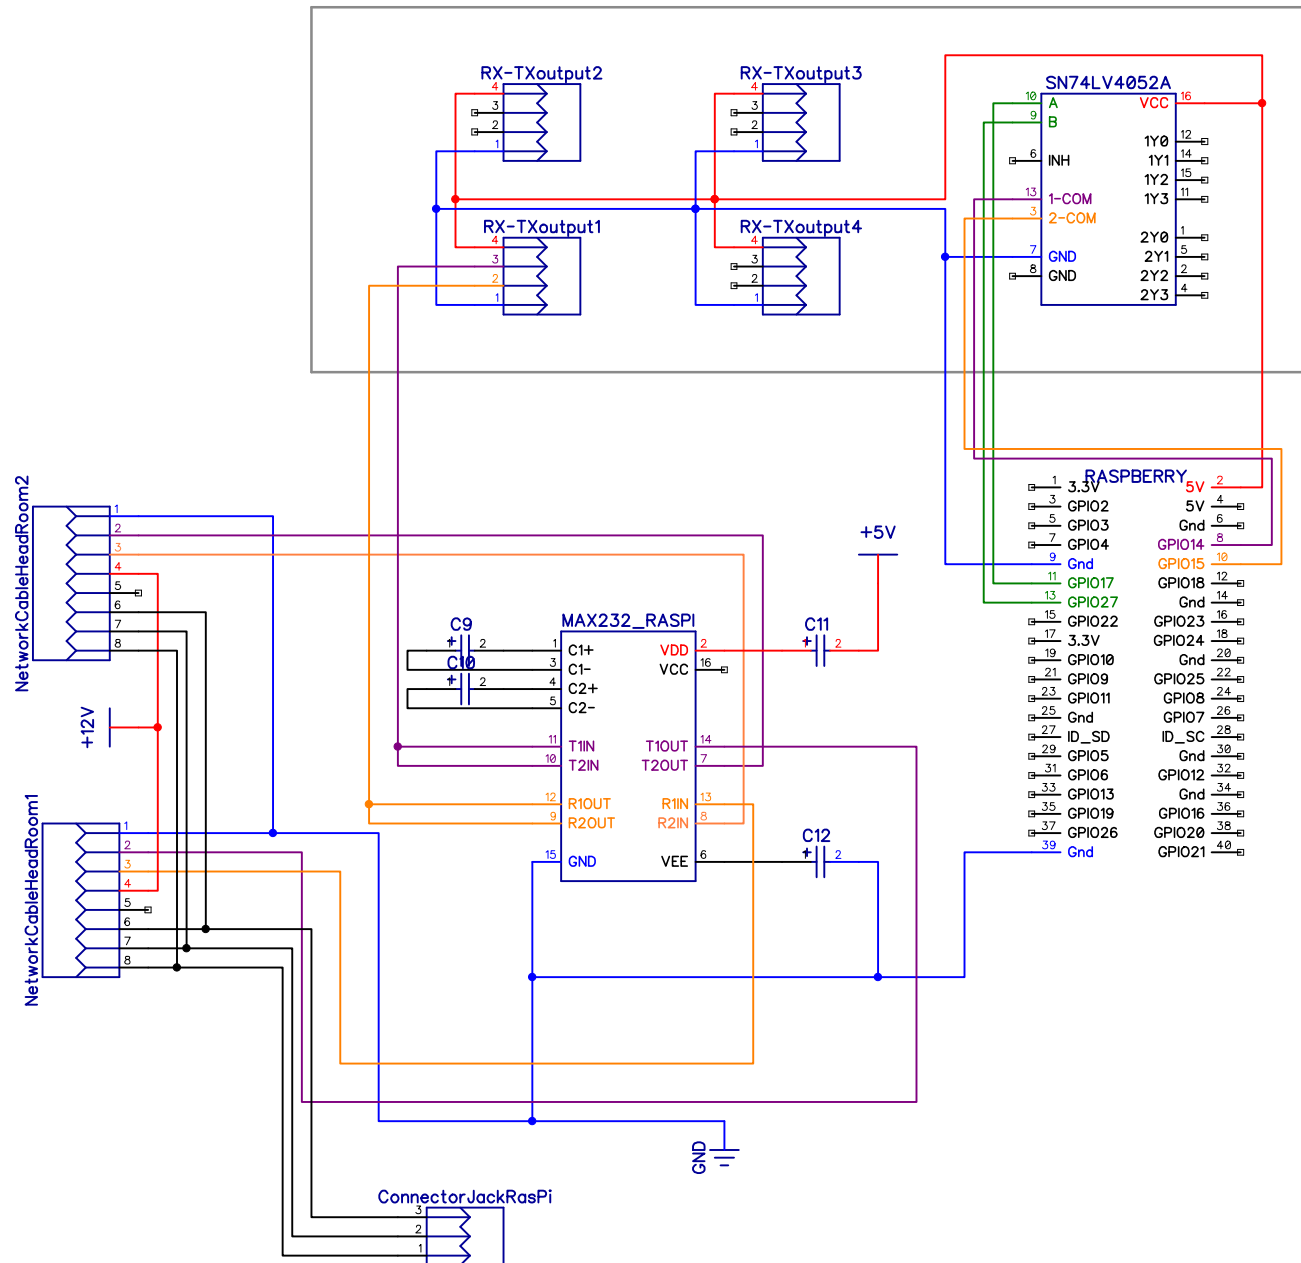 RX-TXoutput2
4
3
2
1
RX-TXoutput3
4
3
2
1
RX-TXoutput1
4
3
2
1
RX-TXoutput4
4
3
2
1
SN74LV4052A
10 A VCC 16
9 B
1Y0 12
6 INH 1Y1 14
1Y2 15
13 1-COM 1Y3 11
3 2-COM
2Y0 1
7 GND 2Y1 5
8 GND 2Y2 2
2Y3 4
RASPBERRY
1 3.3V 5V 2
3 GPIO2 5V 4
5 GPIO3 Gnd 6
7 GPIO4 GPIO14 8
9 Gnd GPIO15 10
11 GPIO17 GPIO18 12
13 GPIO27 Gnd 14
15 GPIO22 GPIO23 16
17 3.3V GPIO24 18
19 GPIO10 Gnd 20
21 GPIO9 GPIO25 22
23 GPIO11 GPIO8 24
25 Gnd GPIO7 26
27 ID_SD ID_SC 28
29 GPIO5 Gnd 30
31 GPIO6 GPIO12 32
33 GPIO13 Gnd 34
35 GPIO19 GPIO16 36
37 GPIO26 GPIO20 38
39 Gnd GPIO21 40
NetworkCableHeadRoom2
1
2
3
4
5
6
7
8
+12V
NetworkCableHeadRoom1
1
2
3
4
5
6
7
8
+5V
C9
1 + 2
C10
1 2
C11
1 + 2
C12
1 + 2
MAX232_RASPI
1 C1+ VDD 2
3 C1- VCC 16
4 C2+
5 C2-
11 T1IN T1OUT 14
10 T2IN T2OUT 7
12 R1OUT R1IN 13
9 R2OUT R2IN 8
15 GND VEE 6
GND
ConnectorJackRasPi
3
2
1